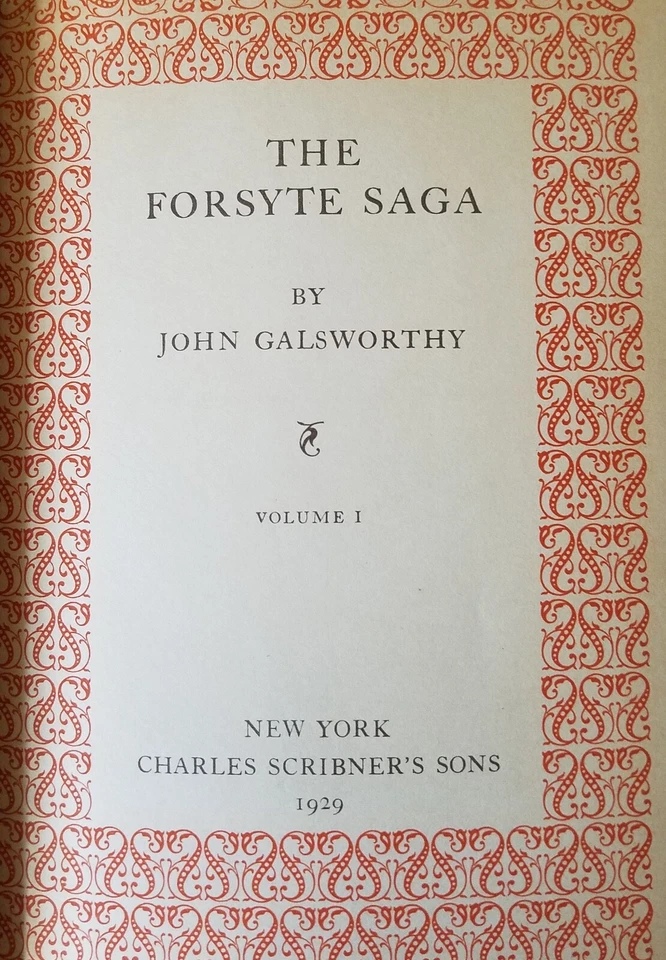 THE
FORSYTE SAGA
BY
JOHN GALSWORTHY
VOLUME I
NEW YORK
CHARLES SCRIBNER'S SONS
1929